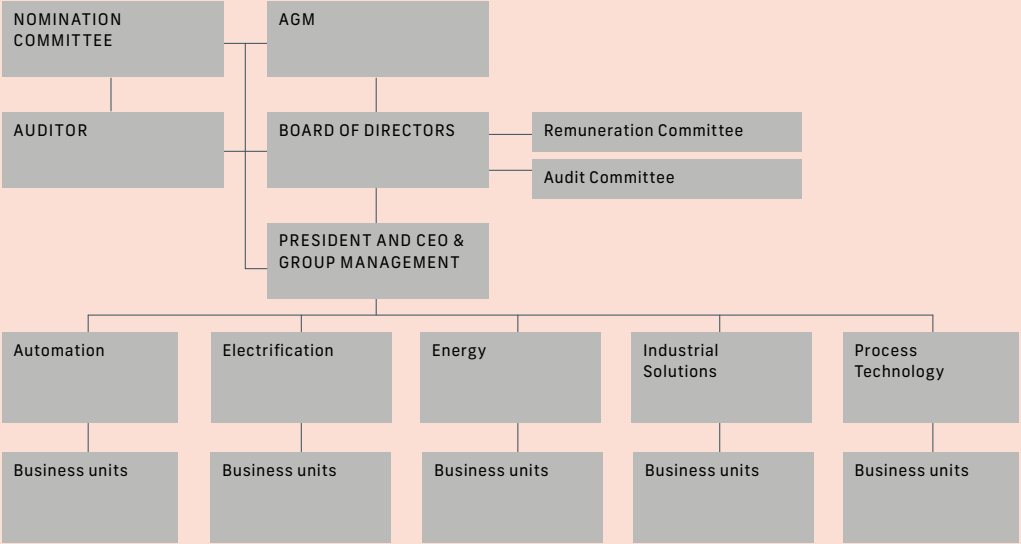 NOMINATION
COMMITTEE
AGM
AUDITOR
BOARD OF DIRECTORS
Remuneration Committee
Audit Committee
PRESIDENT AND CEO &
GROUP MANAGEMENT
Automation
Electrification
Energy
Industrial
Solutions
Process
Technology
Business units
Business units
Business units
Business units
Business units